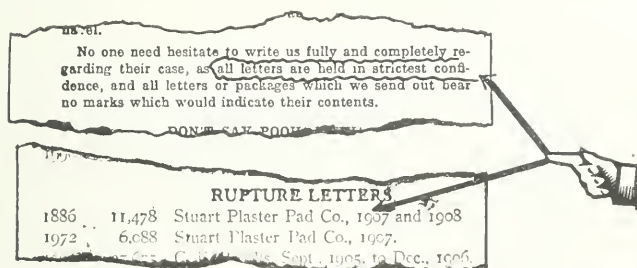 No one need hesitate to write us fully and completely re-
garding their case, as all letters are held in strictest confi-
dence, and all letters or packages which we send out bear
no marks which would indicate their contents.
DON'T SAY
RUPTURE LETTERS
1886 11,478 Stuart Plaster Pad Co., 1907 and 1908
1972 6,088 Stuart Plaster Pad Co., 1907.
Sept., 1905, to Dec., 1906.